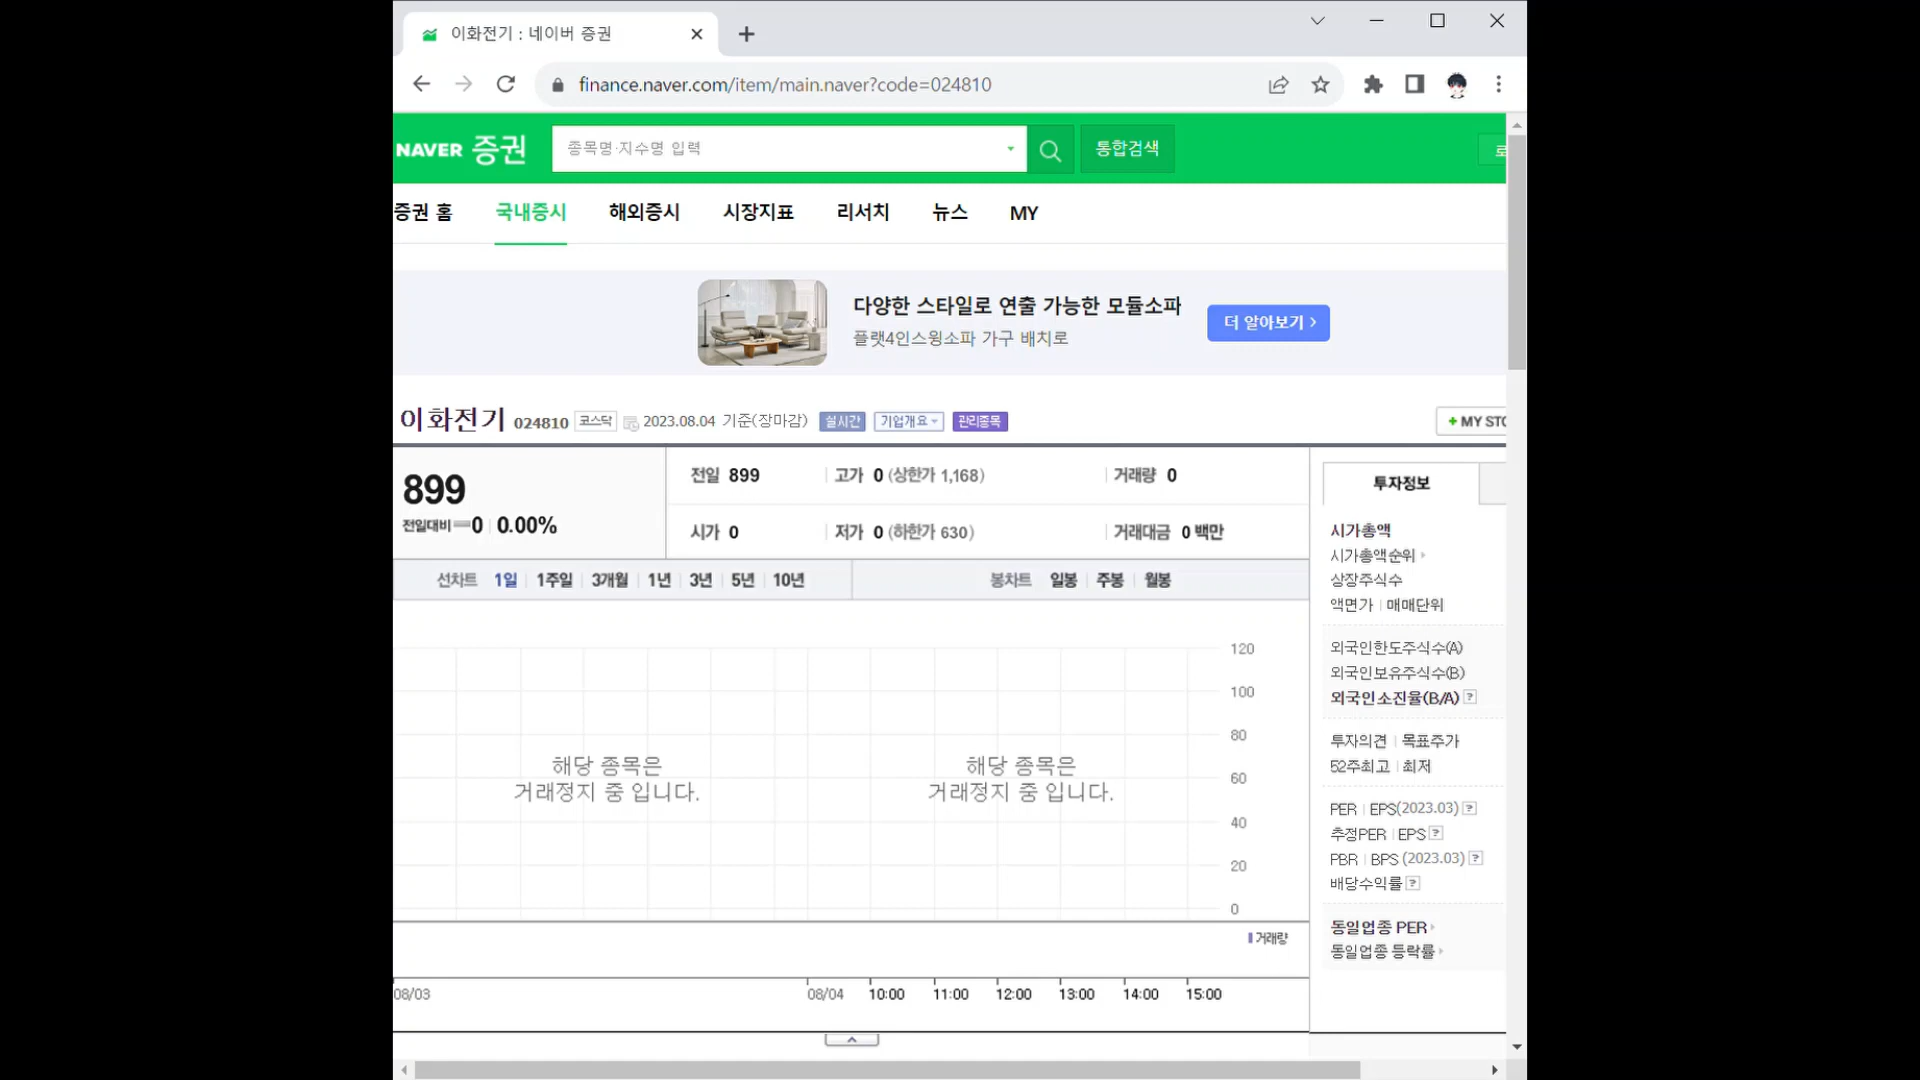 이화전기 : 네이버 증권
finance.naver.com/item/main.naver?code=024810
NAVER 증권
종목명·지수명 입력
통합검색
증권 홈 국내증시 해외증시 시장지표 리서치 뉴스 MY
다양한 스타일로 연출 가능한 모듈소파
플랫4인스윙소파 가구 배치로
더 알아보기 >
이화전기 024810 코스닥 2023.08.04 기준(장마감) 실시간 기업개요 관리종목
+ MY STO
899
전일대비 0 0.00%
전일 899 고가 0 (상한가 1,168) 거래량 0
시가 0 저가 0 (하한가 630) 거래대금 0 백만
선차트 1일 1주일 3개월 1년 3년 5년 10년
봉차트 일봉 주봉 월봉
해당 종목은
거래정지 중 입니다.
해당 종목은
거래정지 중 입니다.
120
100
80
60
40
20
0
거래량
08/03 08/04 10:00 11:00 12:00 13:00 14:00 15:00
투자정보
시가총액
시가총액순위
상장주식수
액면가 | 매매단위
외국인한도주식수(A)
외국인보유주식수(B)
외국인소진율(B/A) ?
투자의견 | 목표주가
52주최고 | 최저
PER | EPS(2023.03) ?
추정PER | EPS ?
PBR | BPS (2023.03) ?
배당수익률 ?
동일업종 PER
동일업종 등락률